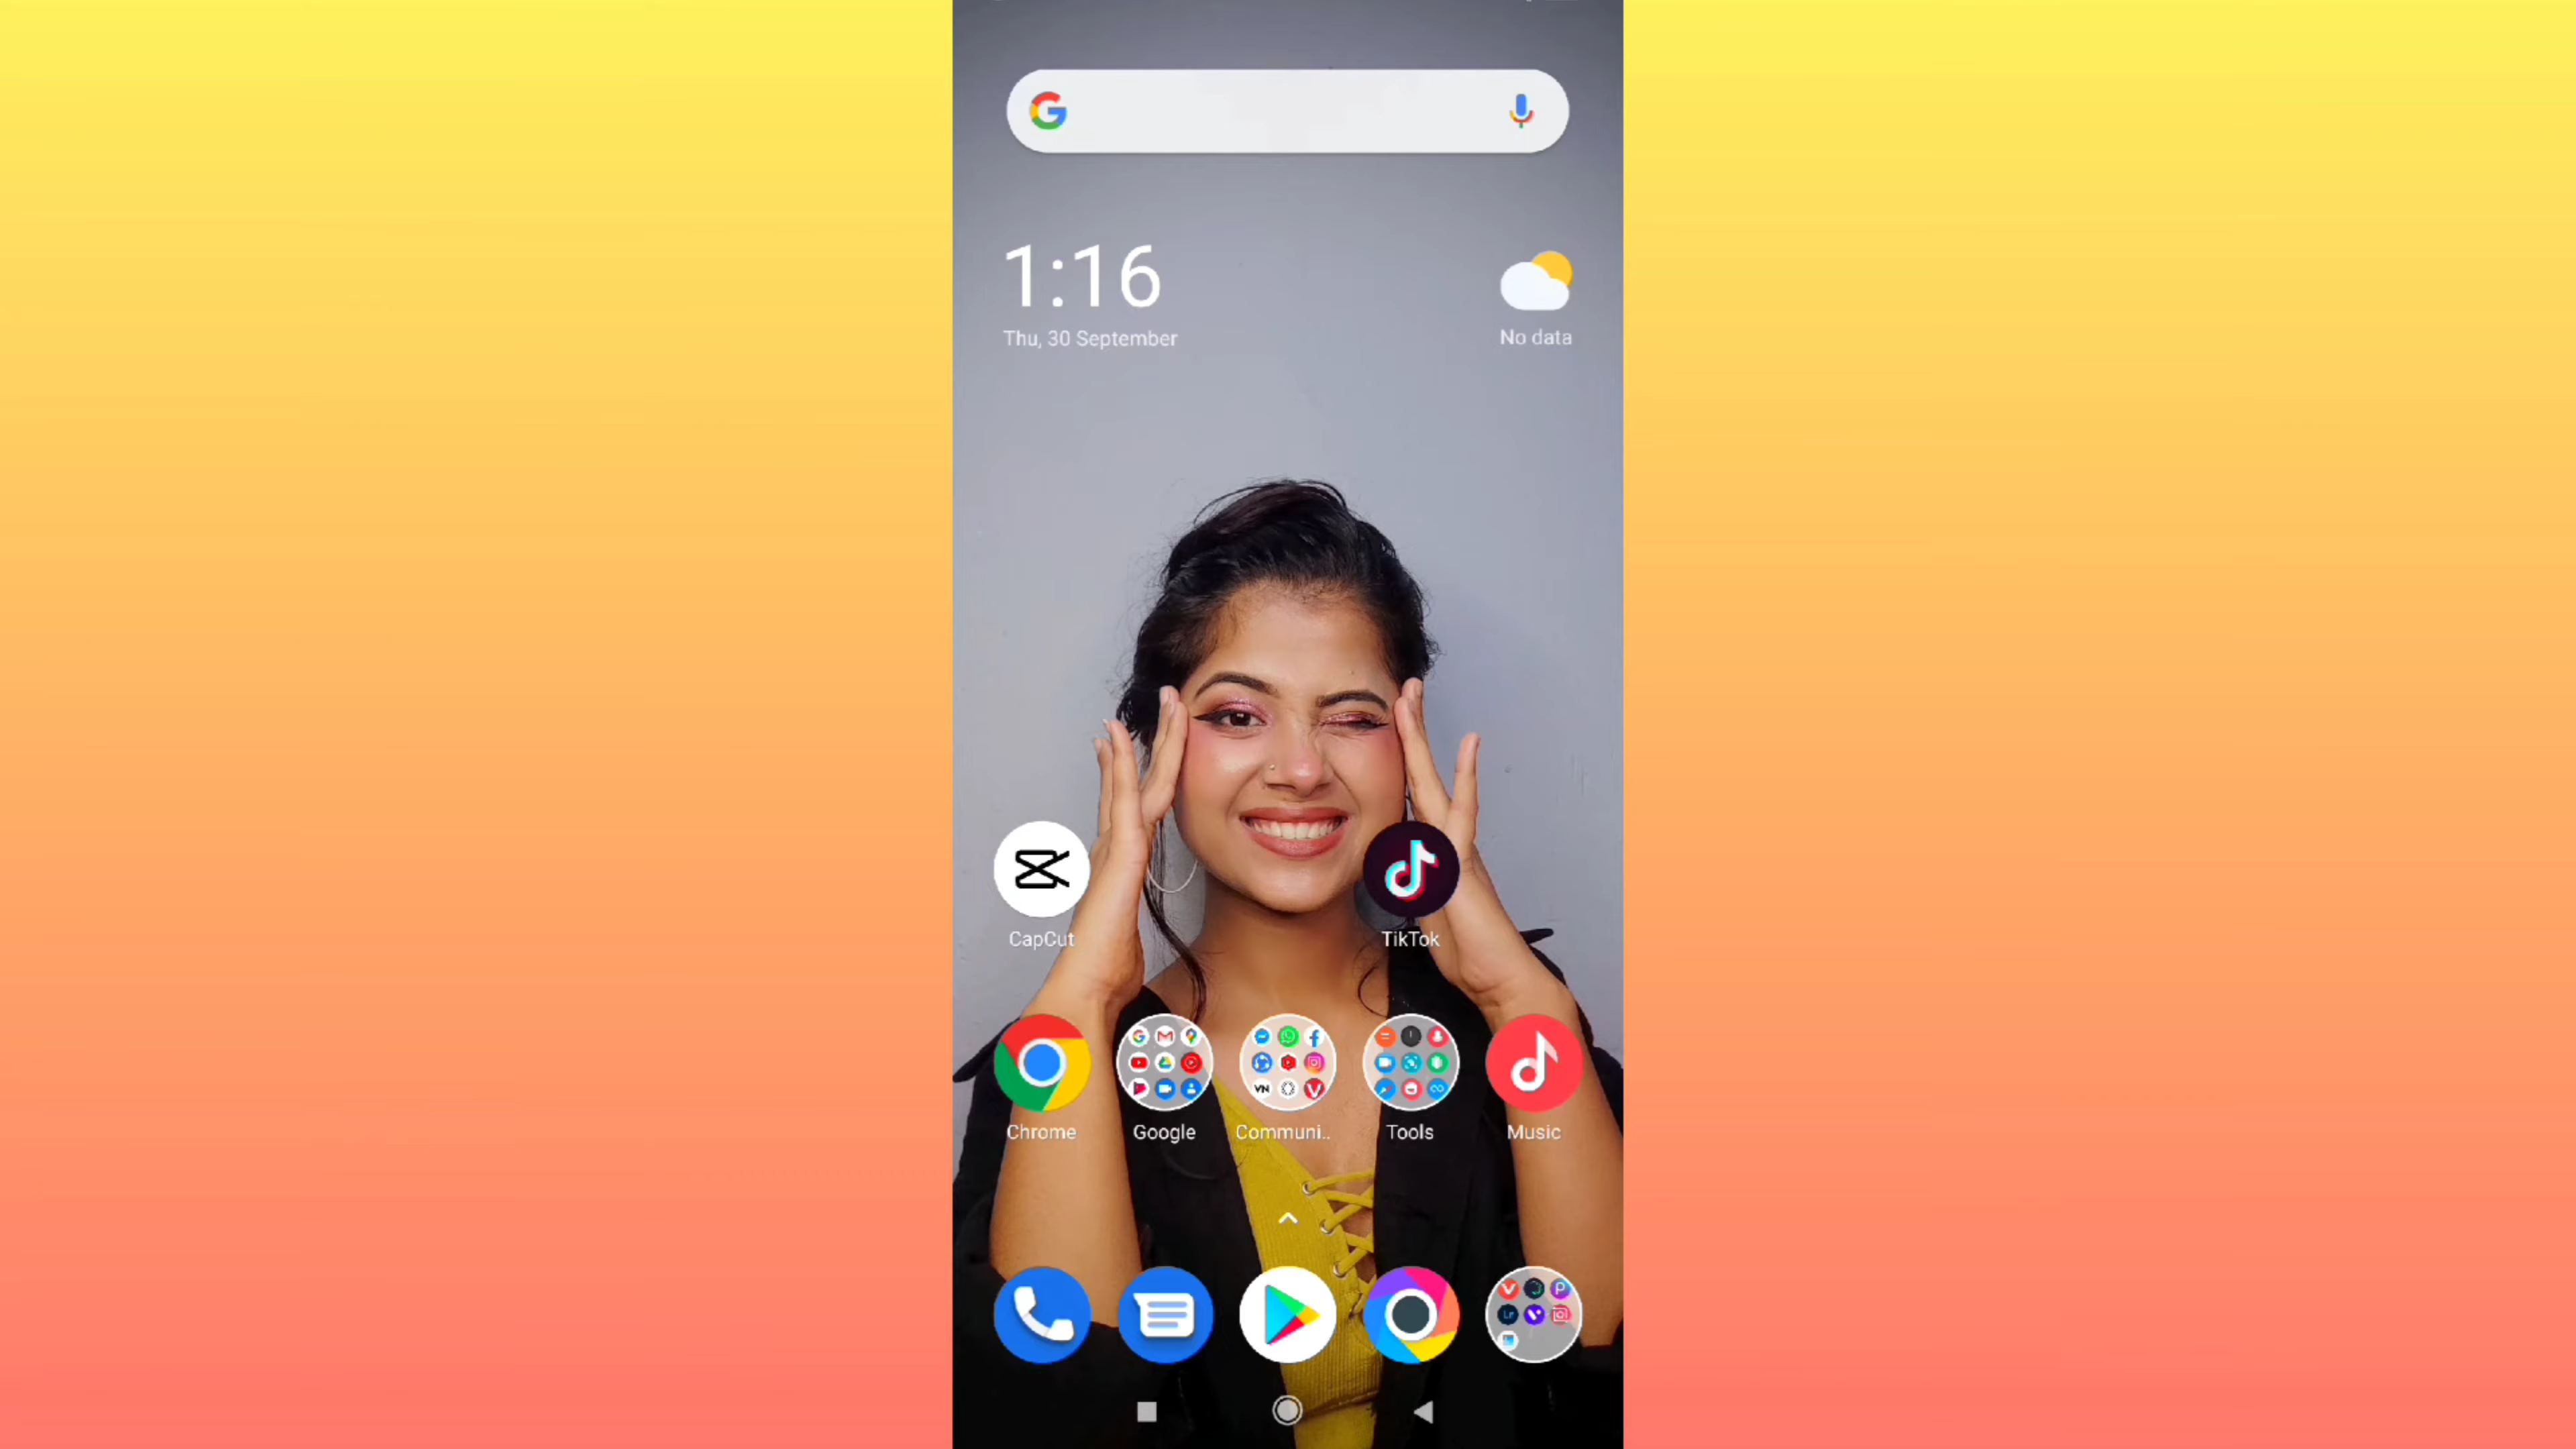 1:16
Thu, 30 September
No data
CapCut
TikTok
Chrome
Google
Communi..
Tools
Music